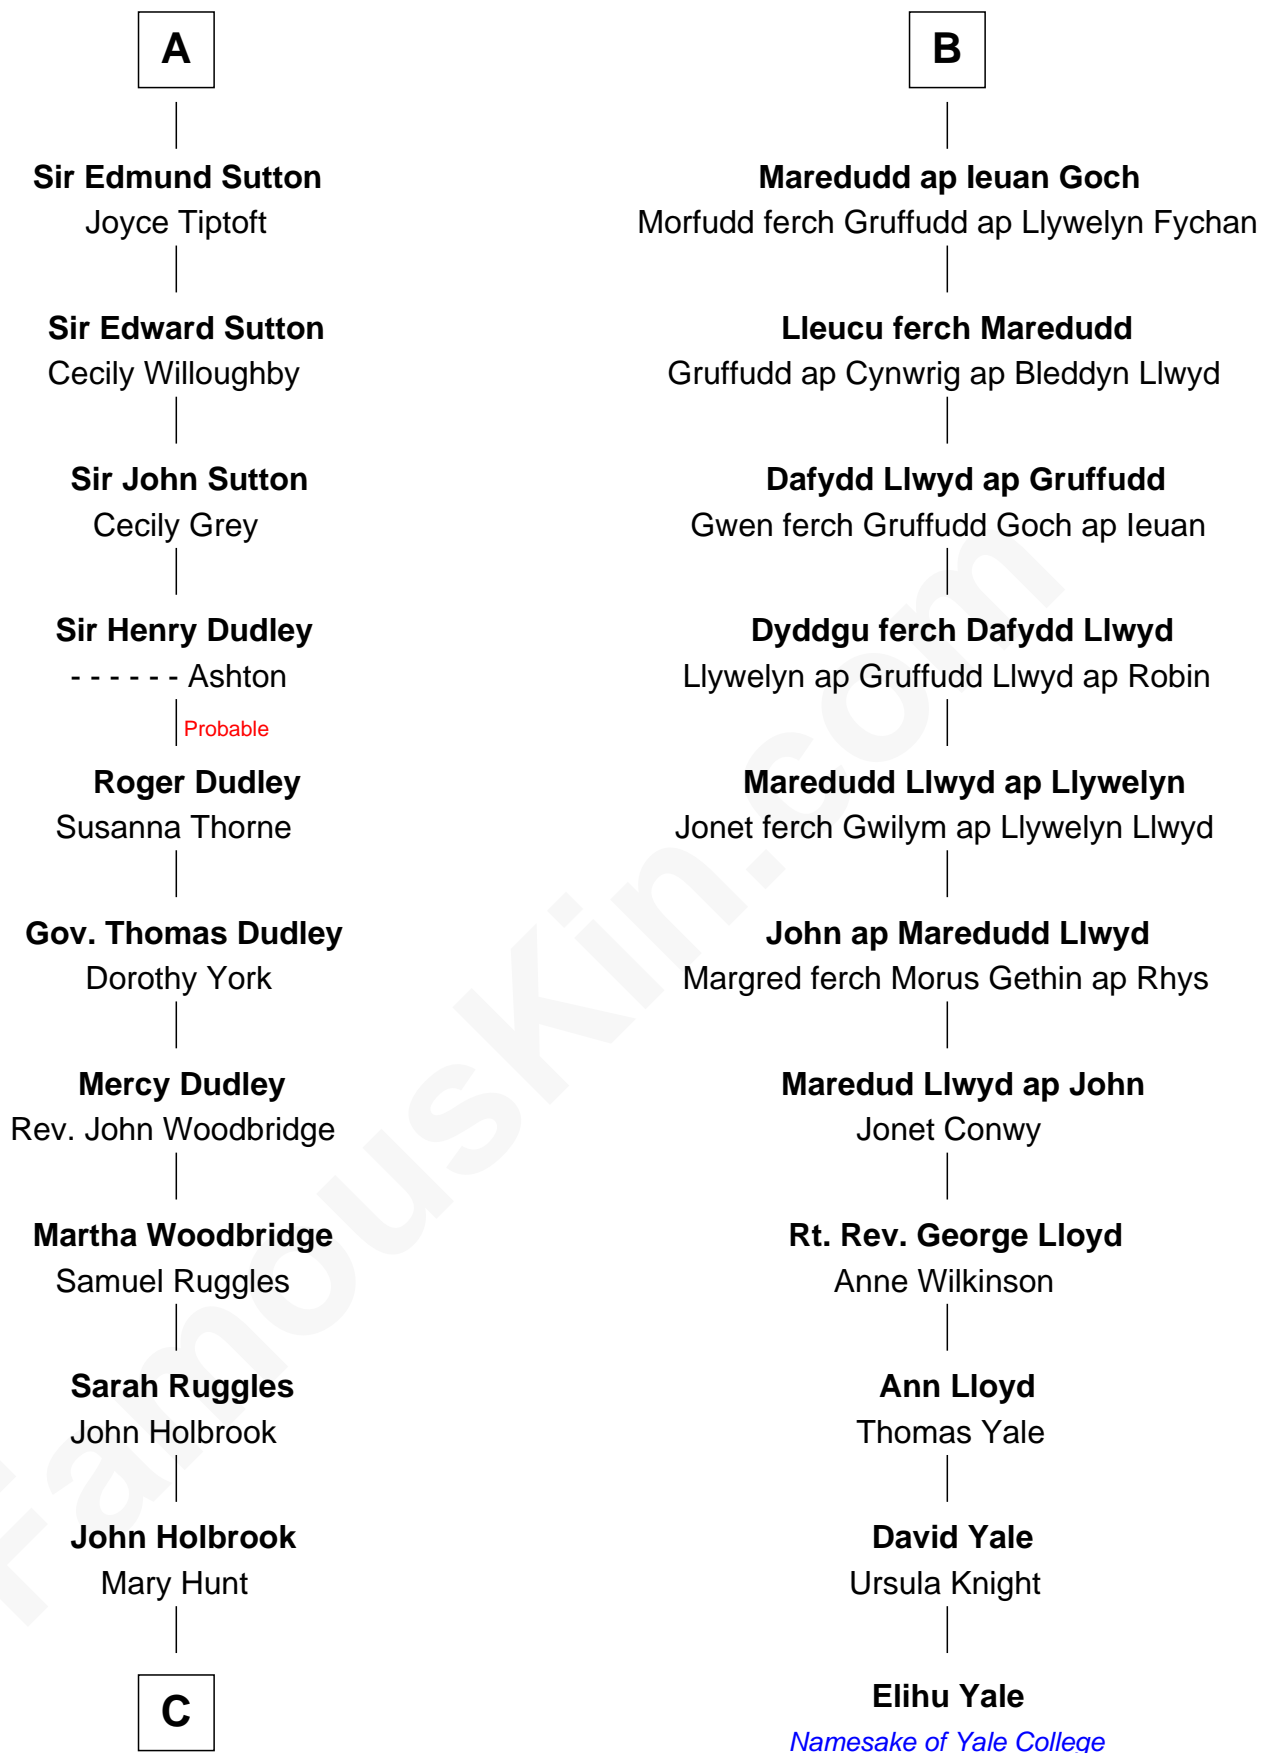 A
Sir Edmund Sutton
Joyce Tiptoft
Sir Edward Sutton
Cecily Willoughby
Sir John Sutton
Cecily Grey
Sir Henry Dudley
- - - - - - Ashton
Probable
Roger Dudley
Susanna Thorne
Gov. Thomas Dudley
Dorothy York
Mercy Dudley
Rev. John Woodbridge
Martha Woodbridge
Samuel Ruggles
Sarah Ruggles
John Holbrook
John Holbrook
Mary Hunt
C
B
Maredudd ap Ieuan Goch
Morfudd ferch Gruffudd ap Llywelyn Fychan
Lleucu ferch Maredudd
Gruffudd ap Cynwrig ap Bleddyn Llwyd
Dafydd Llwyd ap Gruffudd
Gwen ferch Gruffudd Goch ap Ieuan
Dyddgu ferch Dafydd Llwyd
Llywelyn ap Gruffudd Llwyd ap Robin
Maredudd Llwyd ap Llywelyn
Jonet ferch Gwilym ap Llywelyn Llwyd
John ap Maredudd Llwyd
Margred ferch Morus Gethin ap Rhys
Maredud Llwyd ap John
Jonet Conwy
Rt. Rev. George Lloyd
Anne Wilkinson
Ann Lloyd
Thomas Yale
David Yale
Ursula Knight
Elihu Yale
Namesake of Yale College
FamousKin.com